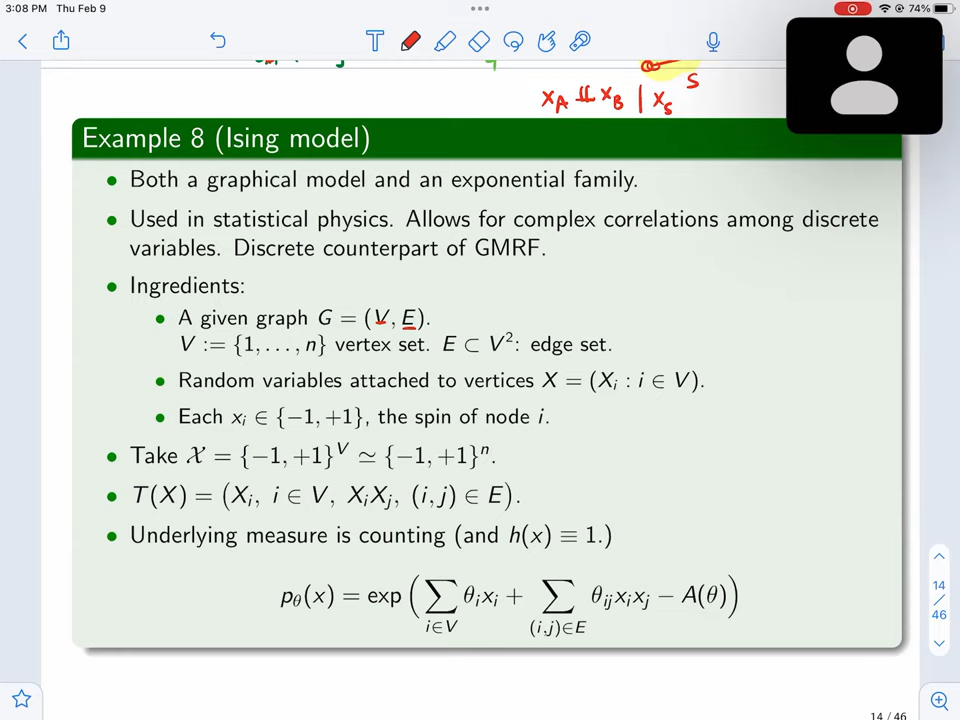 3:08 PM Thu Feb 9
74%
x_A ⫫ x_B | x_S
S
Example 8 (Ising model)
• Both a graphical model and an exponential family.
• Used in statistical physics. Allows for complex correlations among discrete
variables. Discrete counterpart of GMRF.
• Ingredients:
• A given graph G = (V, E).
V := {1, . . . , n} vertex set. E ⊂ V²: edge set.
• Random variables attached to vertices X = (X_i : i ∈ V).
• Each x_i ∈ {−1, +1}, the spin of node i.
• Take 𝒳 = {−1, +1}^V ≃ {−1, +1}^n.
• T(X) = (X_i, i ∈ V, X_iX_j, (i, j) ∈ E).
• Underlying measure is counting (and h(x) ≡ 1.)
p_θ(x) = exp ( ∑_{i∈V} θ_i x_i + ∑_{(i,j)∈E} θ_ij x_i x_j − A(θ) )
14
/
46
14 / 46